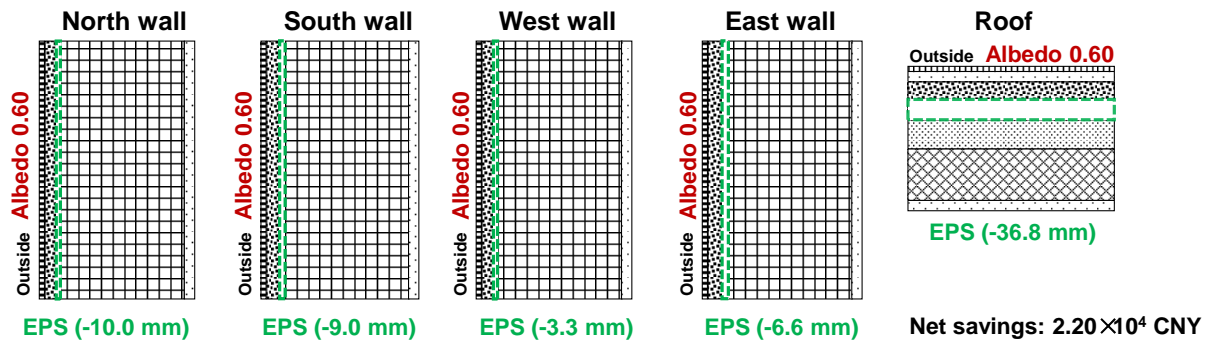 North wall
South wall
West wall
East wall
Roof
Outside Albedo 0.60
Outside Albedo 0.60
Outside Albedo 0.60
Outside Albedo 0.60
Outside Albedo 0.60
EPS (-10.0 mm)
EPS (-9.0 mm)
EPS (-3.3 mm)
EPS (-6.6 mm)
EPS (-36.8 mm)
Net savings: 2.20×10⁴ CNY